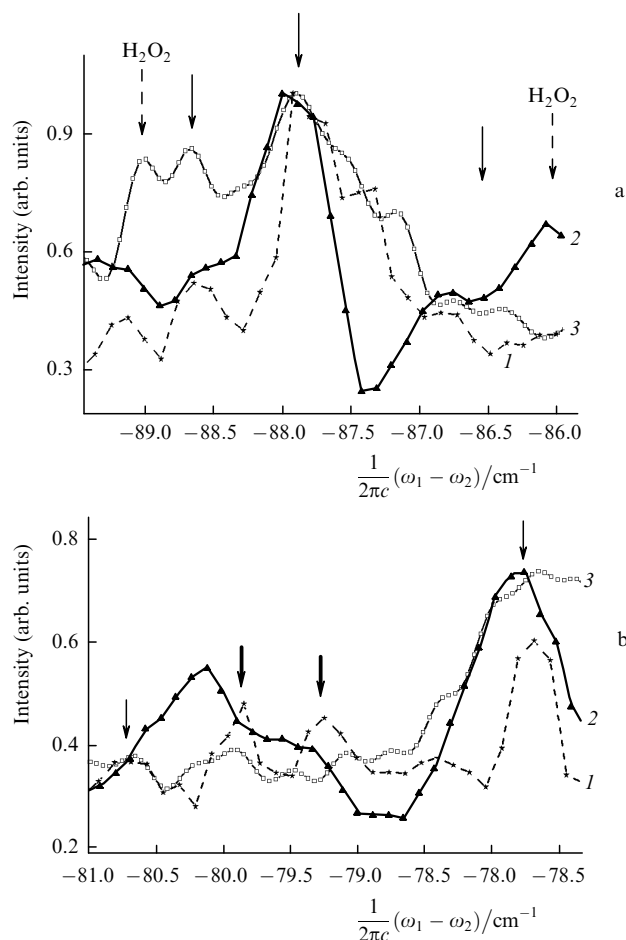 H₂O₂
H₂O₂
0.9
0.6
0.3
Intensity (arb. units)
a
2
3
1
−89.0 −88.5 −88.0 −87.5 −87.0 −86.5 −86.0
1/2πc (ω₁ − ω₂)/cm⁻¹
0.8
0.6
0.4
0.2
Intensity (arb. units)
b
3
2
1
−81.0 −80.5 −80.0 −79.5 −79.0 −78.5 −78.0 −78.5
1/2πc (ω₁ − ω₂)/cm⁻¹